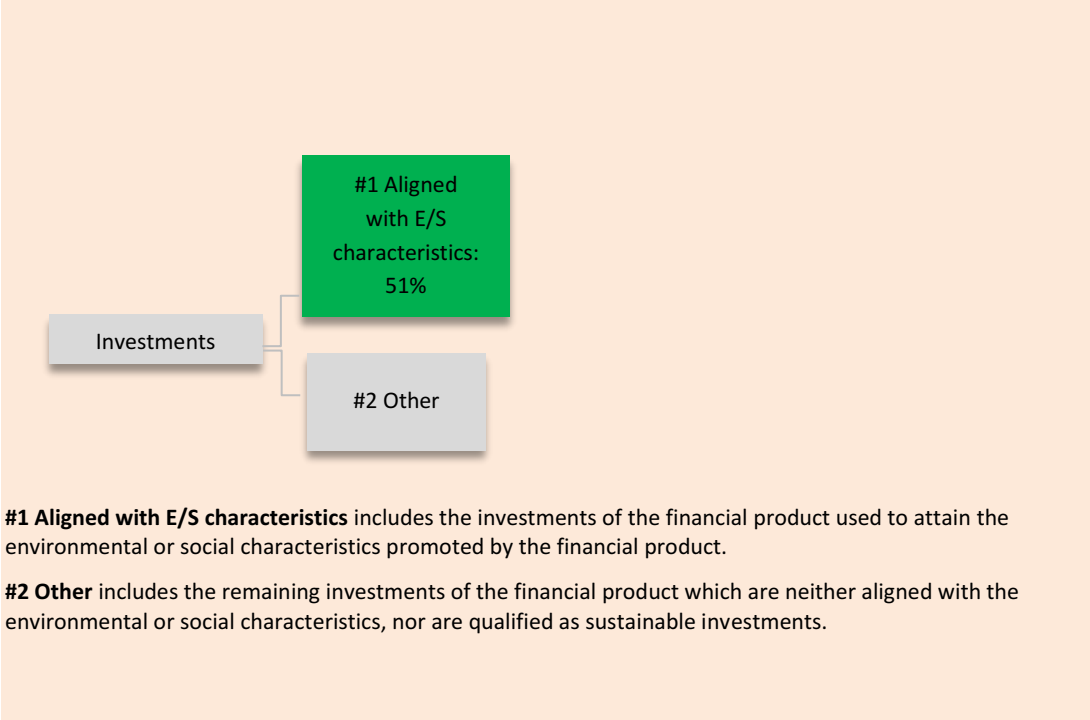 #1 Aligned
with E/S
characteristics:
51%
Investments
#2 Other
#1 Aligned with E/S characteristics includes the investments of the financial product used to attain the
environmental or social characteristics promoted by the financial product.
#2 Other includes the remaining investments of the financial product which are neither aligned with the
environmental or social characteristics, nor are qualified as sustainable investments.